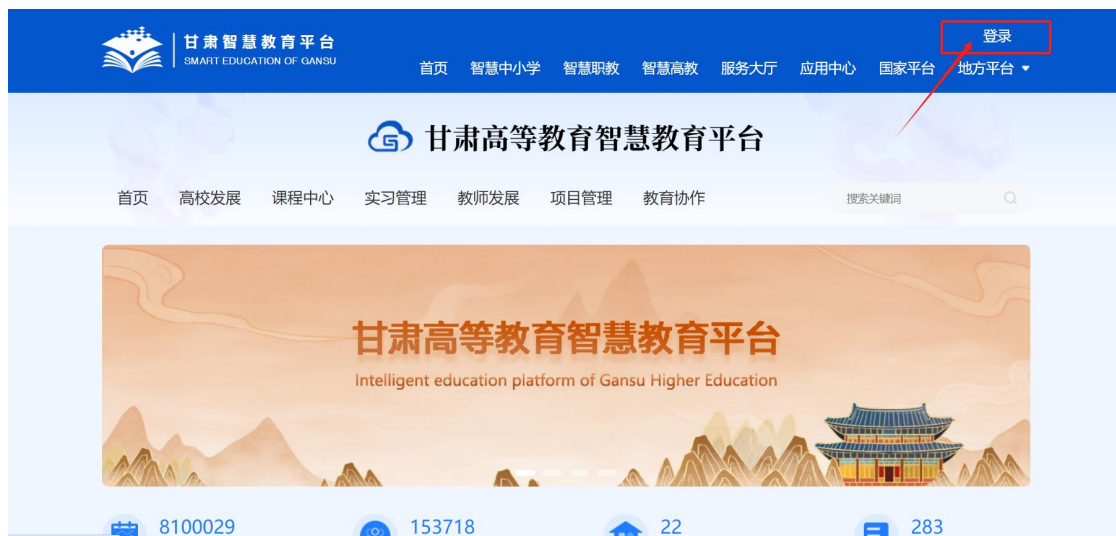 甘肃智慧教育平台
SMART EDUCATION OF GANSU
登录
首页 智慧中小学 智慧职教 智慧高教 服务大厅 应用中心 国家平台 地方平台
甘肃高等教育智慧教育平台
首页 高校发展 课程中心 实习管理 教师发展 项目管理 教育协作
搜索关键词
甘肃高等教育智慧教育平台
Intelligent education platform of Gansu Higher Education
8100029 153718 22 283